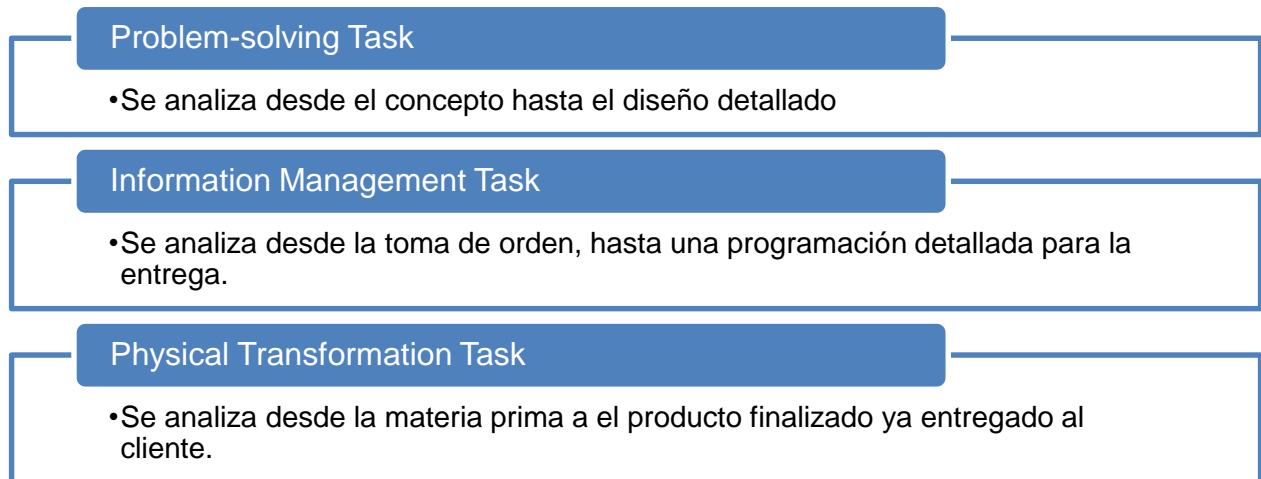 Problem-solving Task
•Se analiza desde el concepto hasta el diseño detallado
Information Management Task
•Se analiza desde la toma de orden, hasta una programación detallada para la
entrega.
Physical Transformation Task
•Se analiza desde la materia prima a el producto finalizado ya entregado al
cliente.